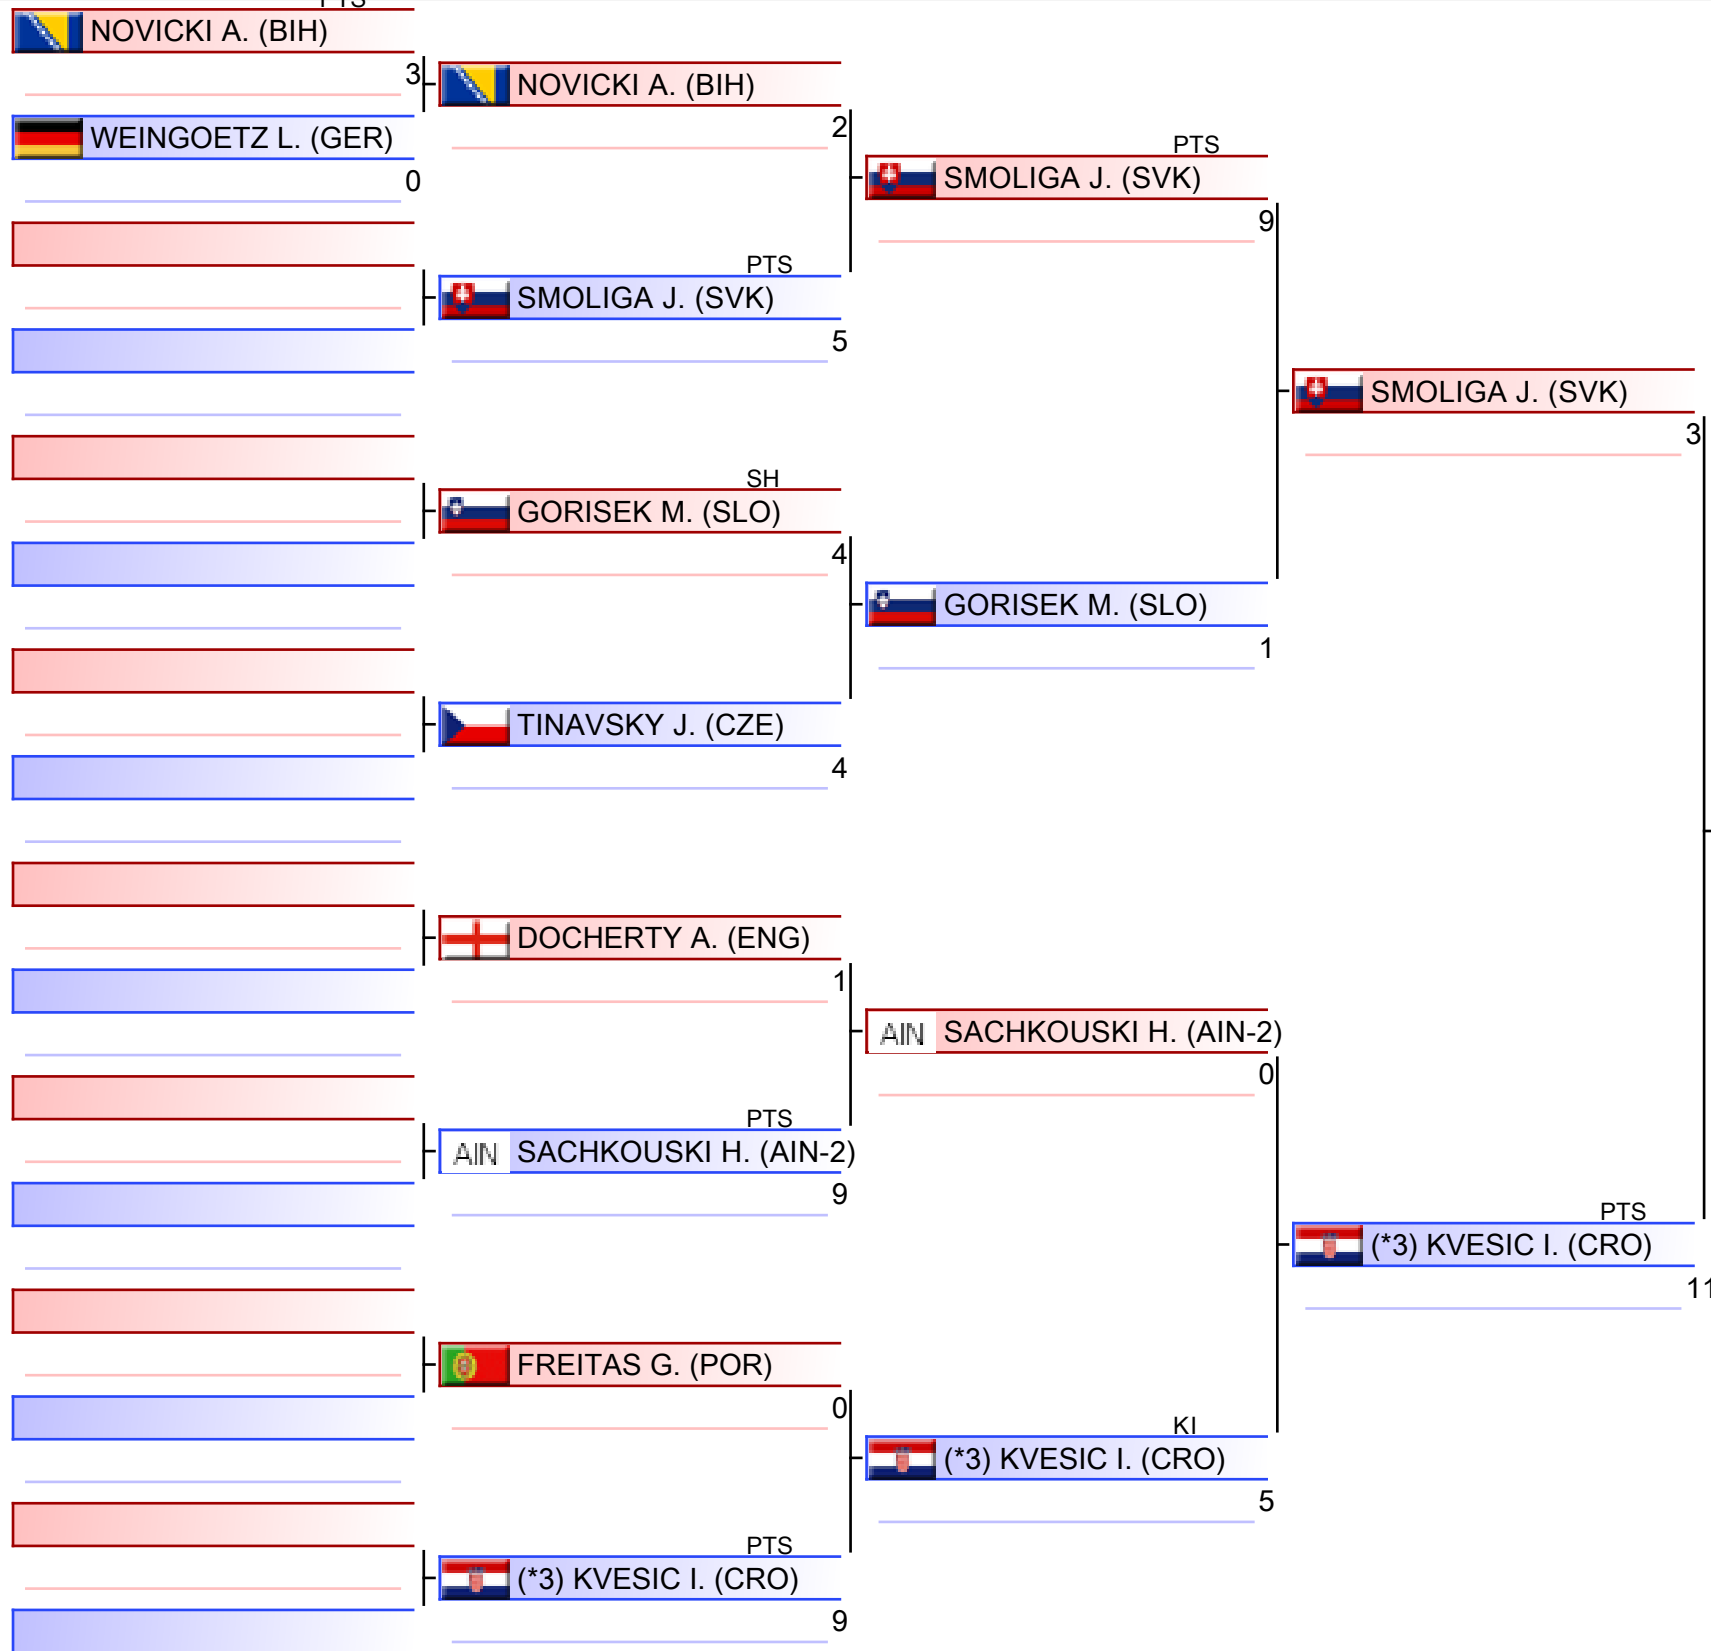 PTS
NOVICKI A. (BIH)
3
WEINGOETZ L. (GER)
0
NOVICKI A. (BIH)
2
PTS
SMOLIGA J. (SVK)
5
SH
GORISEK M. (SLO)
4
TINAVSKY J. (CZE)
4
DOCHERTY A. (ENG)
1
PTS
AIN SACHKOUSKI H. (AIN-2)
9
FREITAS G. (POR)
0
PTS
(*3) KVESIC I. (CRO)
9
PTS
SMOLIGA J. (SVK)
9
GORISEK M. (SLO)
1
AIN SACHKOUSKI H. (AIN-2)
0
KI
(*3) KVESIC I. (CRO)
5
SMOLIGA J. (SVK)
3
PTS
(*3) KVESIC I. (CRO)
11